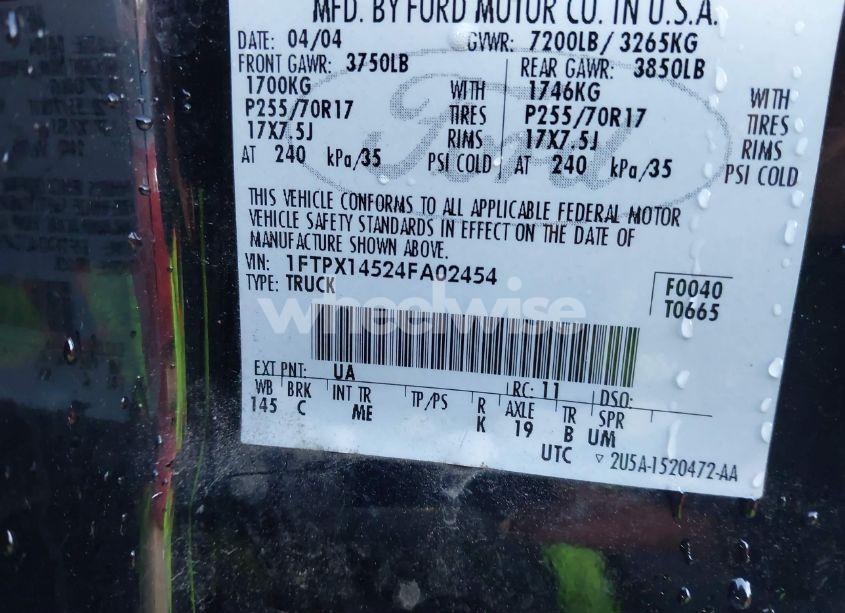 MFD. BY FORD MOTOR CO. IN U.S.A.
DATE: 04/04 GVWR: 7200LB/ 3265KG
FRONT GAWR: 3750LB REAR GAWR: 3850LB
1700KG WITH 1746KG WITH
P255/70R17 TIRES P255/70R17 TIRES
17X7.5J RIMS 17X7.5J RIMS
AT 240 kPa/35 PSI COLD AT 240 kPa/35 PSI COLD
Ford
THIS VEHICLE CONFORMS TO ALL APPLICABLE FEDERAL MOTOR
VEHICLE SAFETY STANDARDS IN EFFECT ON THE DATE OF
MANUFACTURE SHOWN ABOVE.
VIN: 1FTPX14524FA02454
TYPE: TRUCK
F0040
T0665
wheelwise
EXT PNT: UA RC: 11 DSO:
WB BRK INT TR TP/PS R AXLE TR SPR
145 C ME K 19 B UM
UTC ▽ 2U5A-1520472-AA